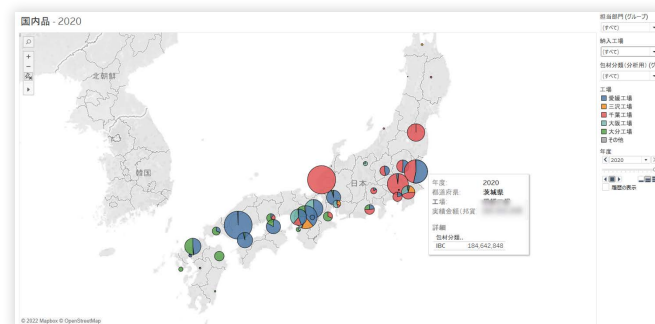 国内品 - 2020
担当部門 (グループ)
(すべて)
納入工場
(すべて)
包材分類(分析用) (グ
(すべて)
工場
愛媛工場
三沢工場
千葉工場
大阪工場
大分工場
その他
年度
2020
履歴の表示
北朝鮮
韓国
日本
年度: 2020
都道府県: 茨城県
工場
実績金額(邦貨
詳細
包材分類..
IBC 184,642,848
© 2022 Mapbox © OpenStreetMap